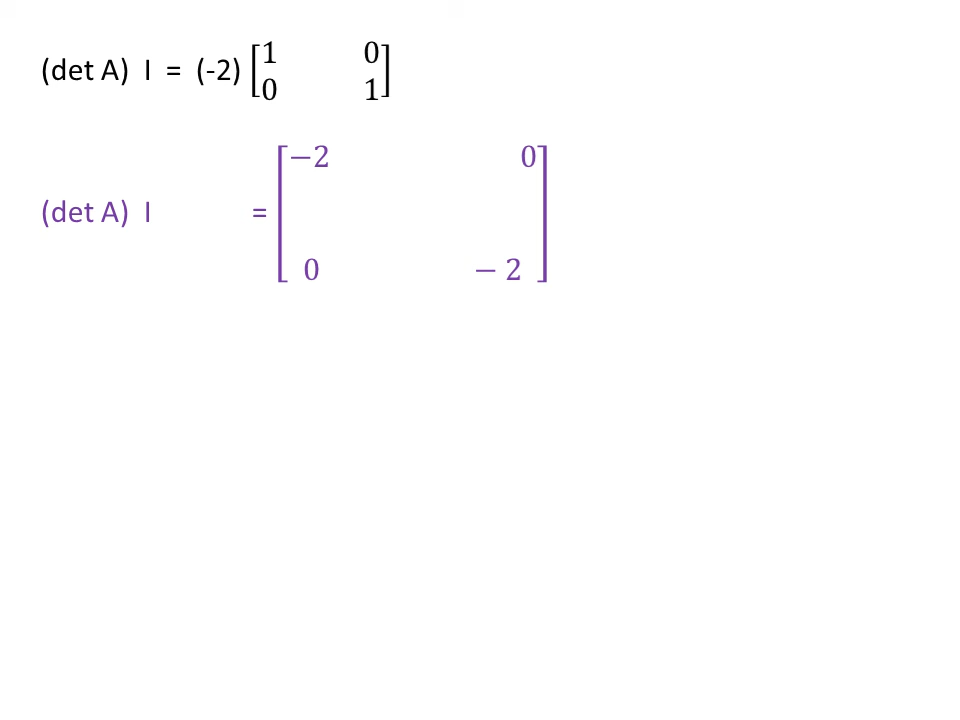 (det A) I = (-2) [1 0
0 1]
(det A) I = [−2 0
0 − 2]